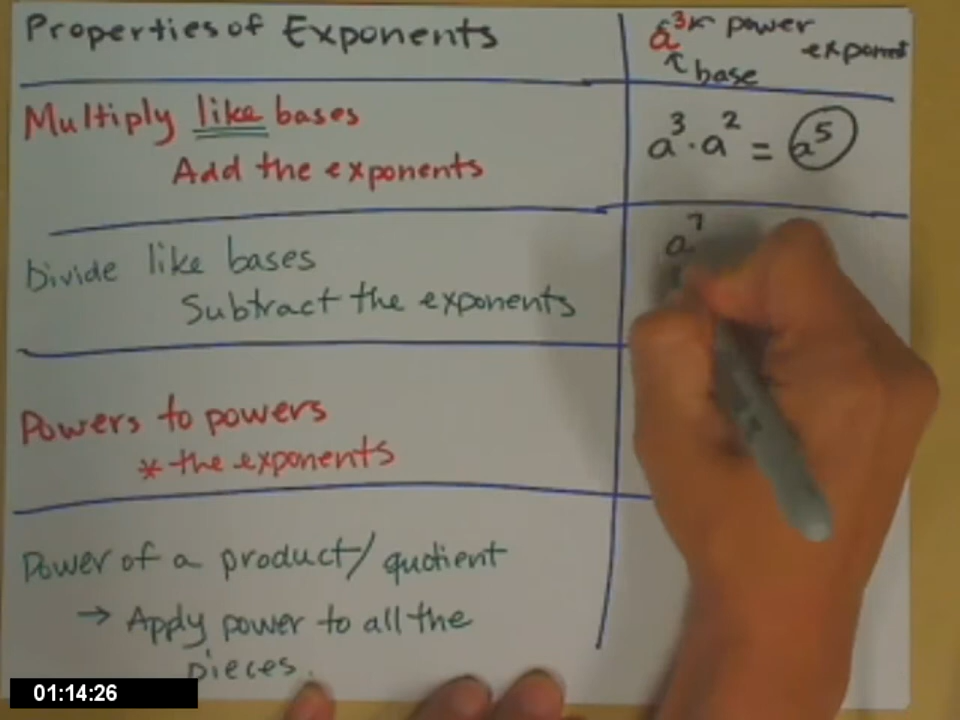 Properties of Exponents
a³ ← power
exponent
↑ base
Multiply like bases
Add the exponents
a³ · a² = a⁵
Divide like bases
Subtract the exponents
a⁷
Powers to powers
* the exponents
Power of a product/quotient
→ Apply power to all the
pieces.
01:14:26